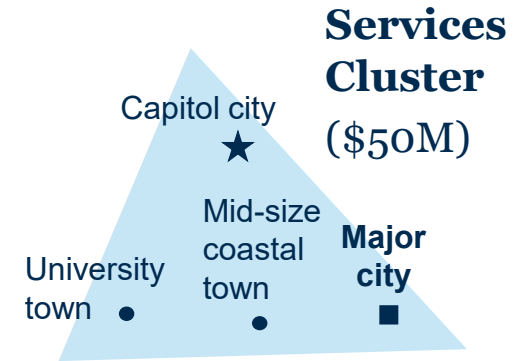 Services
Cluster
($50M)
Capitol city
Mid-size
coastal
town
Major
city
University
town